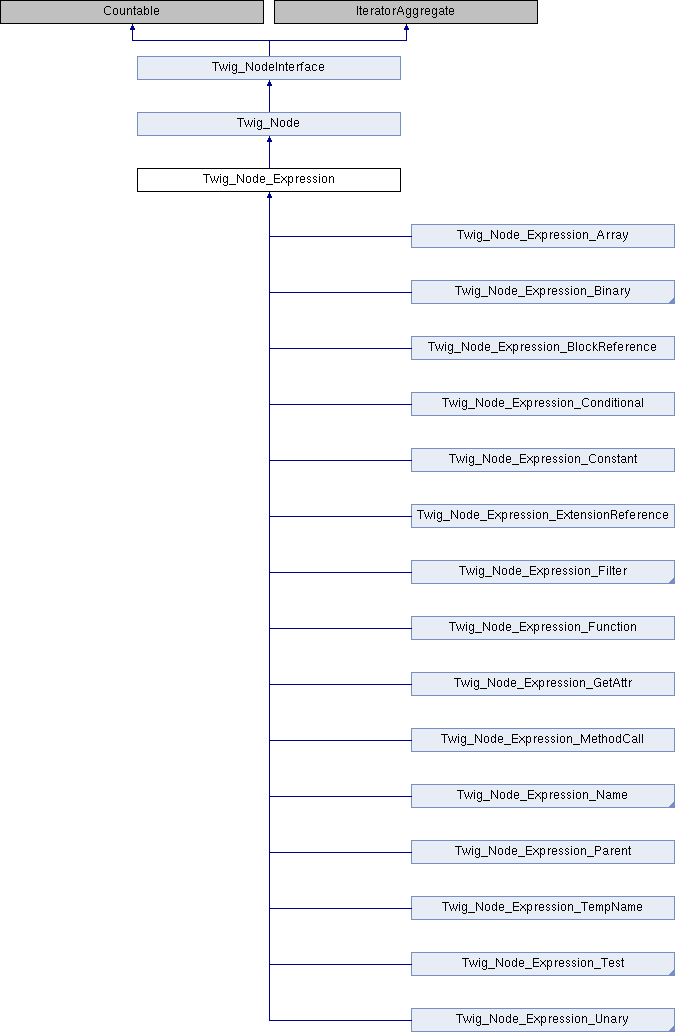 Countable
IteratorAggregate
Twig_NodeInterface
Twig_Node
Twig_Node_Expression
Twig_Node_Expression_Array
Twig_Node_Expression_Binary
Twig_Node_Expression_BlockReference
Twig_Node_Expression_Conditional
Twig_Node_Expression_Constant
Twig_Node_Expression_ExtensionReference
Twig_Node_Expression_Filter
Twig_Node_Expression_Function
Twig_Node_Expression_GetAttr
Twig_Node_Expression_MethodCall
Twig_Node_Expression_Name
Twig_Node_Expression_Parent
Twig_Node_Expression_TempName
Twig_Node_Expression_Test
Twig_Node_Expression_Unary